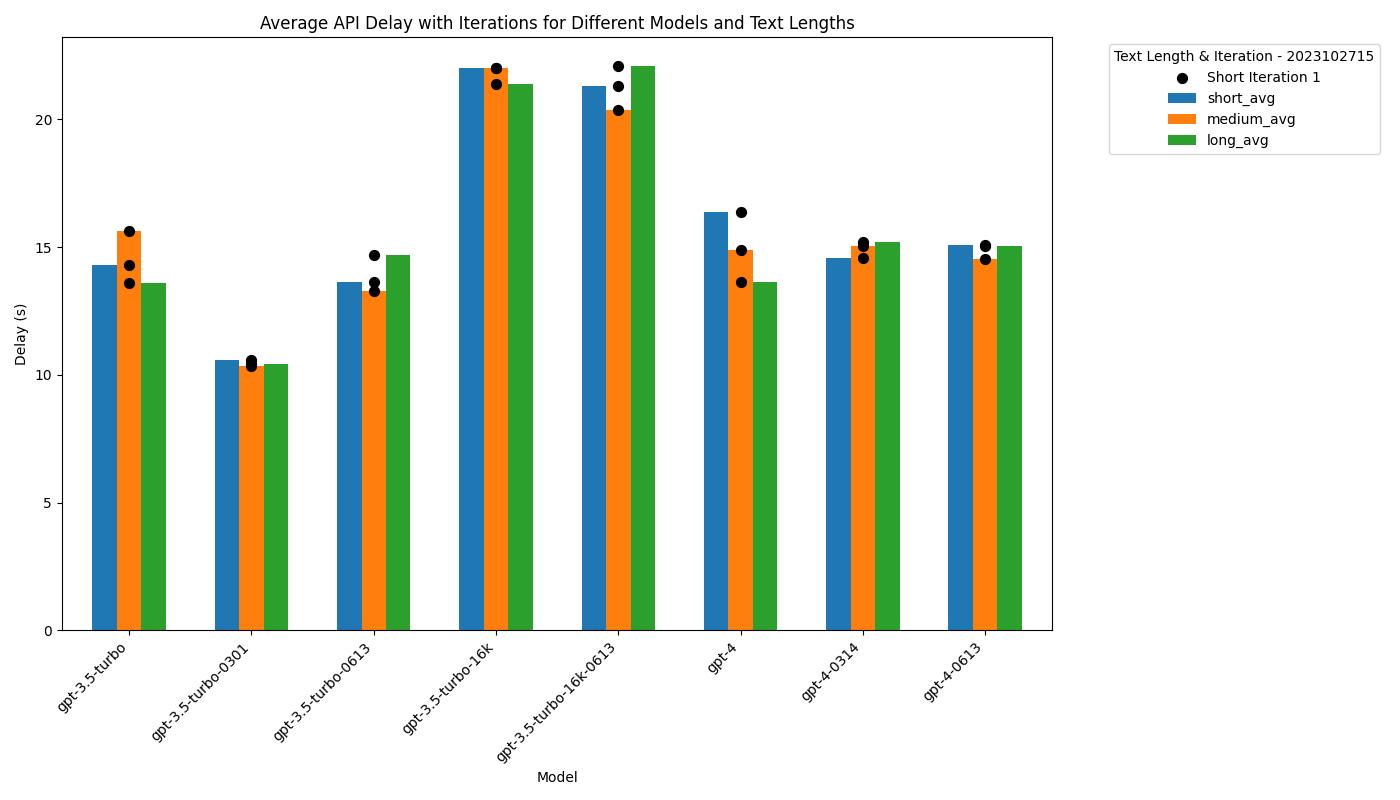 Average API Delay with Iterations for Different Models and Text Lengths
Text Length & Iteration - 2023102715
Short Iteration 1
short_avg
medium_avg
long_avg
Delay (s)
20
15
10
5
0
gpt-3.5-turbo
gpt-3.5-turbo-0301
gpt-3.5-turbo-0613
gpt-3.5-turbo-16k
gpt-3.5-turbo-16k-0613
gpt-4
gpt-4-0314
gpt-4-0613
Model